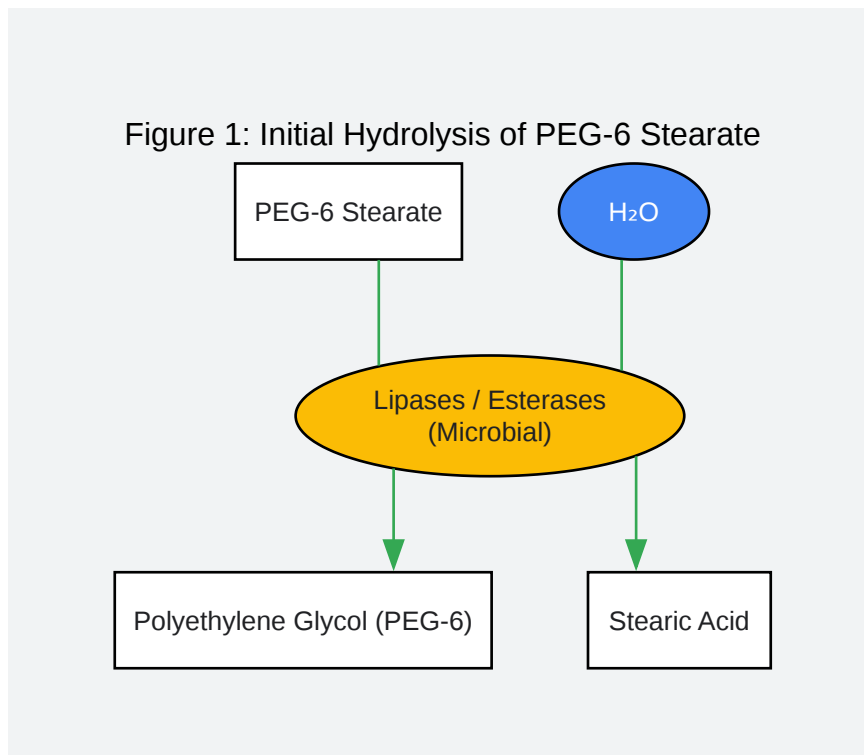 Figure 1: Initial Hydrolysis of PEG-6 Stearate
PEG-6 Stearate
H₂O
Lipases / Esterases
(Microbial)
Polyethylene Glycol (PEG-6)
Stearic Acid